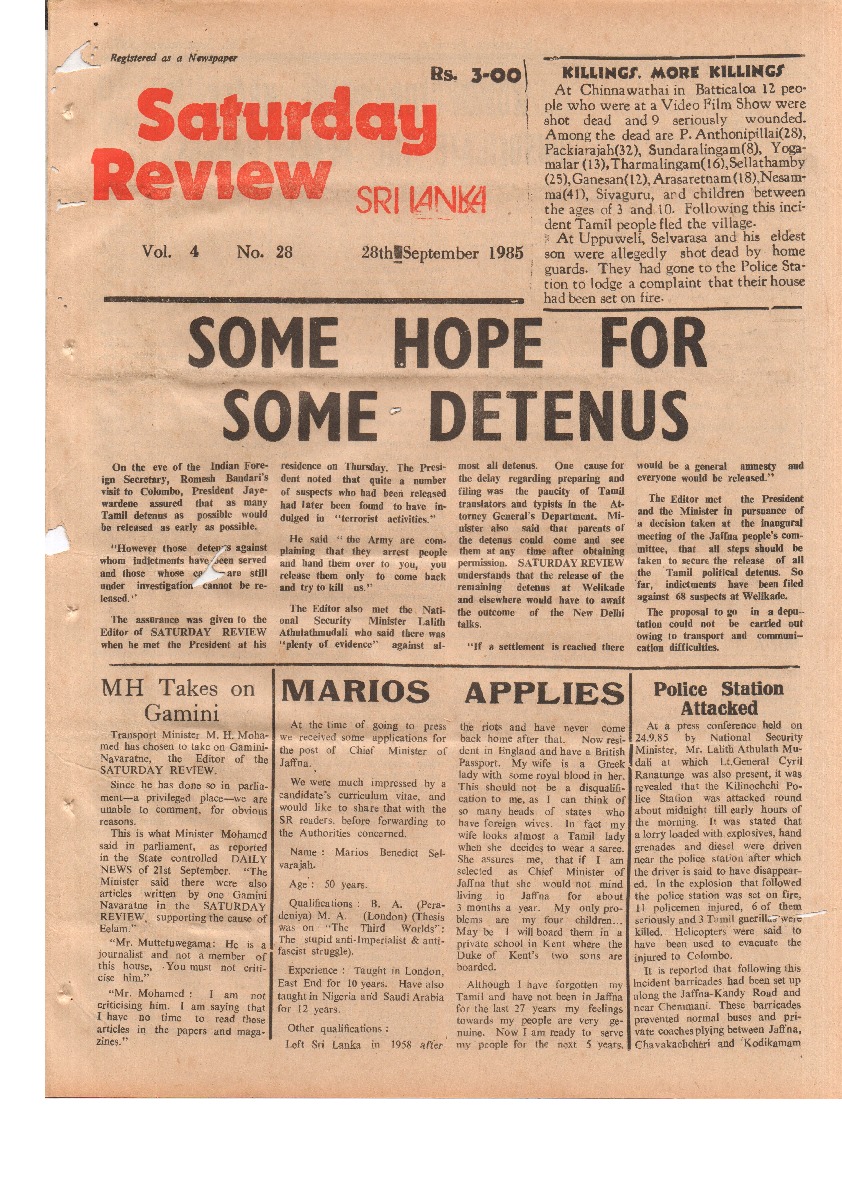 Registered as a Newspaper
Rs. 3-00
Saturday
Review
SRI LANKA
Vol. 4 No. 28 28th September 1985
KILLINGS, MORE KILLINGS
At Chinnawathai in Batticaloa 12 peo-
ple who were at a Video Film Show were
shot dead and 9 seriously wounded.
Among the dead are P. Anthonipillai(28),
Packiarajah(32), Sundaralingam(8), Yoga-
malar (13),Tharmalingam(16),Sellathamby
(25),Ganesan(12),Arasaretnam(18),Nesam-
ma(41), Sivaguru, and children between
the ages of 3 and 10. Following this inci-
dent Tamil people fled the village.
At Uppuweli, Selvarasa and his eldest
son were allegedly shot dead by home
guards. They had gone to the Police Sta-
tion to lodge a complaint that their house
had been set on fire.
SOME HOPE FOR
SOME DETENUS
On the eve of the Indian Fore-
ign Secretary, Romesh Bandari's
visit to Colombo, President Jaye-
wardene assured that as many
Tamil detenus as possible would
be released as early as possible.
"However those detenus against
whom indictments have been served
and those whose are still
under investigation cannot be re-
leased."
The assurance was given to the
Editor of SATURDAY REVIEW
when he met the President at his
residence on Thursday. The Presi-
dent noted that quite a number
of suspects who had been released
had later been found to have in-
dulged in "terrorist activities."
He said "the Army are com-
plaining that they arrest people
and hand them over to you, you
release them only to come back
and try to kill us."
The Editor also met the Nati-
onal Security Minister Lalith
Athulathmudali who said there was
"plenty of evidence" against al-
most all detenus. One cause for
the delay regarding preparing and
filing was the paucity of Tamil
translators and typists in the At-
torney General's Department. Mi-
nister also said that parents of
the detenus could come and see
them at any time after obtaining
permission. SATURDAY REVIEW
understands that the release of the
remaining detenus at Welikade
and elsewhere would have to await
the outcome of the New Delhi
talks.
"If a settlement is reached there
would be a general amnesty and
everyone would be released."
The Editor met the President
and the Minister in pursuance of
a decision taken at the inaugural
meeting of the Jaffna people's com-
mittee, that all steps should be
taken to secure the release of all
the Tamil political detenus. So
far, indictments have been filed
against 68 suspects at Welikade.
The proposal to go in a depu-
tation could not be carried out
owing to transport and communi-
cation difficulties.
MH Takes on
Gamini
Transport Minister M. H. Moha-
med has chosen to take on Gamini-
Navaratne, the Editor of the
SATURDAY REVIEW.
Since he has done so in parlia-
ment—a privileged place—we are
unable to comment, for obvious
reasons.
This is what Minister Mohamed
said in parliament, as reported
in the State controlled DAILY
NEWS of 21st September. "The
Minister said there were also
articles written by one Gamini
Navaratne in the SATURDAY
REVIEW, supporting the cause of
Eelam."
"Mr. Muttetuwegama: He is a
journalist and not a member of
this house, You must not criti-
cise him."
"Mr. Mohamed : I am not
criticising him. I am saying that
I have no time to read those
articles in the papers and maga-
zines."
MARIOS APPLIES
At the time of going to press
we received some applications for
the post of Chief Minister of
Jaffna.
We were much impressed by a
candidate's curriculum vitae, and
would like to share that with the
SR readers, before forwarding to
the Authorities concerned.
Name : Marios Benedict Sel-
varajah.
Age : 50 years.
Qualifications : B. A. (Pera-
deniya) M. A. (London) (Thesis
was on "The Third Worlds":
The stupid anti-Imperialist & anti-
fascist struggle).
Experience : Taught in London,
East End for 10 years. Have also
taught in Nigeria and Saudi Arabia
for 12 years.
Other qualifications :
Left Sri Lanka in 1958 after
the riots and have never come
back home after that. Now resi-
dent in England and have a British
Passport. My wife is a Greek
lady with some royal blood in her.
This should not be a disqualifi-
cation to me, as I can think of
so many heads of states who
have foreign wives. In fact my
wife looks almost a Tamil lady
when she decides to wear a saree.
She assures me, that if I am
selected as Chief Minister of
Jaffna that she would not mind
living in Jaffna for about
3 months a year. My only pro-
blems are my four children...
May be I will board them in a
private school in Kent where the
Duke of Kent's two sons are
boarded.
Although I have forgotten my
Tamil and have not been in Jaffna
for the last 27 years my feelings
towards my people are very ge-
nuine. Now I am ready to serve
my people for the next 5 years.
Police Station
Attacked
At a press conference held on
24.9.85 by National Security
Minister, Mr. Lalith Athulath Mu-
dali at which Lt.General Cyril
Ranatunge was also present, it was
revealed that the Kilinochchi Po-
lice Station was attacked round
about midnight till early hours of
the morning. It was stated that
a lorry loaded with explosives, hand
grenades and diesel were driven
near the police station after which
the driver is said to have disappear-
ed. In the explosion that followed
the police station was set on fire,
11 policemen injured, 6 of them
seriously and 3 Tamil guerillas were
killed. Helicopters were said to
have been used to evacuate the
injured to Colombo.
It is reported that following this
incident barricades had been set up
along the Jaffna-Kandy Road and
near Chemmani. These barricades
prevented normal buses and pri-
vate coaches plying between Jaffna,
Chavakachcheri and Kodikamam